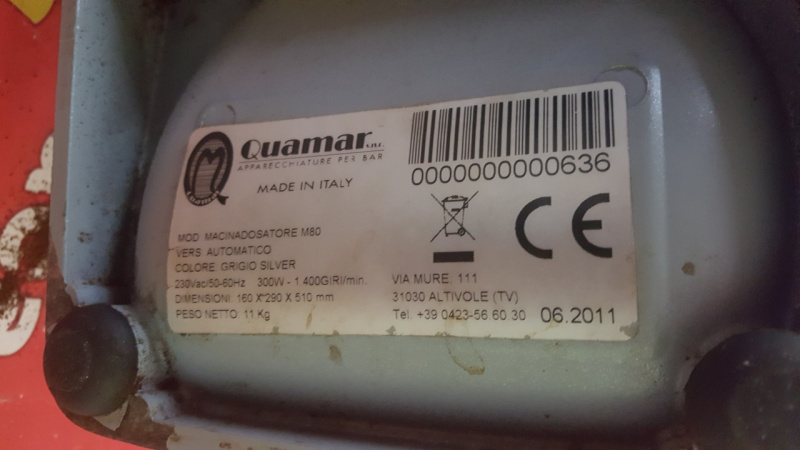 Quamar s.n.c.
APPARECCHIATURE PER BAR
MADE IN ITALY
0000000000636
MOD: MACINADOSATORE M80
VERS: AUTOMATICO
COLORE: GRIGIO SILVER
230Vac/50-60Hz 300W - 1.400GIRI/min.
DIMENSIONI: 160 X 290 X 510 mm
PESO NETTO: 11 Kg
CE
VIA MURE, 111
31030 ALTIVOLE (TV)
Tel. +39 0423-56.60.30
06.2011